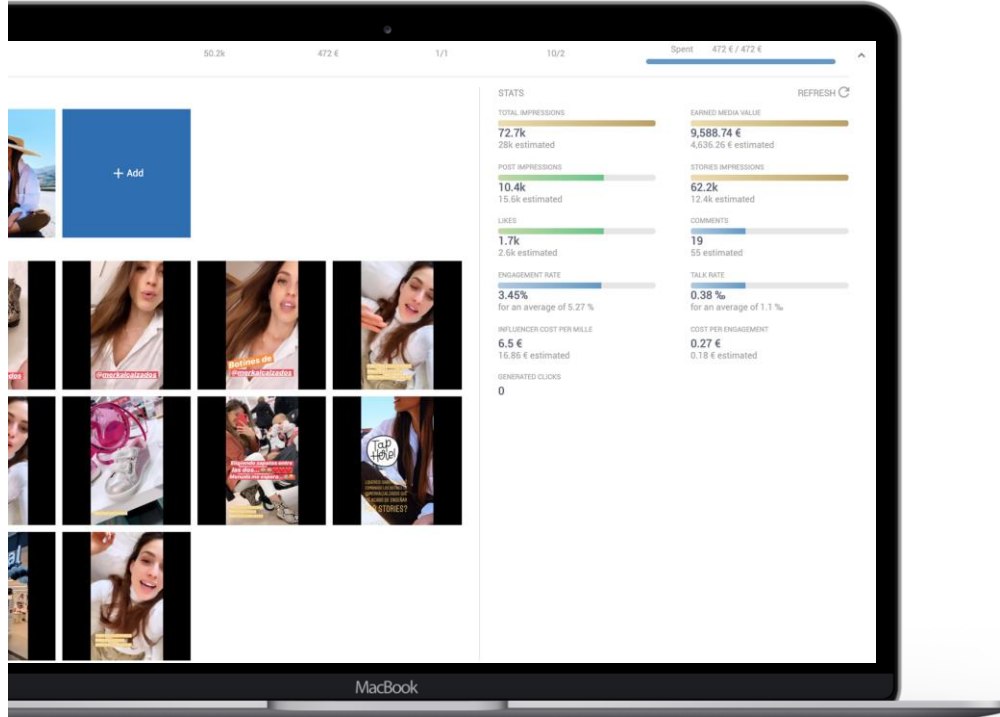 50.2k 472 € 1/1 10/2 Spent 472 € / 472 €
STATS REFRESH
TOTAL IMPRESSIONS
72.7k
28k estimated
EARNED MEDIA VALUE
9,588.74 €
4,636.26 € estimated
POST IMPRESSIONS
10.4k
15.6k estimated
STORIES IMPRESSIONS
62.2k
12.4k estimated
LIKES
1.7k
2.6k estimated
COMMENTS
19
55 estimated
ENGAGEMENT RATE
3.45%
for an average of 5.27 %
TALK RATE
0.38 ‰
for an average of 1.1 ‰
INFLUENCER COST PER MILLE
6.5 €
16.86 € estimated
COST PER ENGAGEMENT
0.27 €
0.18 € estimated
GENERATED CLICKS
0
+ Add
@merkalcalzados
Botines de
@merkalcalzados
Eligiendo zapatos entre
las dos...
Tap
Here!
STORIES?
MacBook